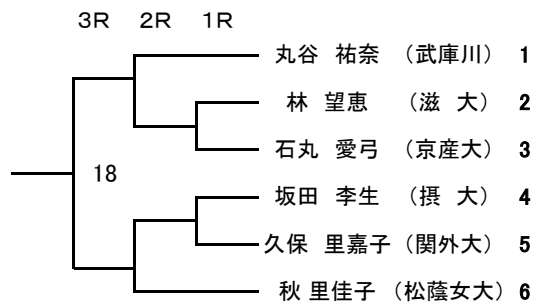 3R 2R 1R
丸谷 祐奈 (武庫川) 1
林 望恵 (滋 大) 2
石丸 愛弓 (京産大) 3
18
坂田 李生 (摂 大) 4
久保 里嘉子 (関外大) 5
秋 里佳子 (松蔭女大) 6